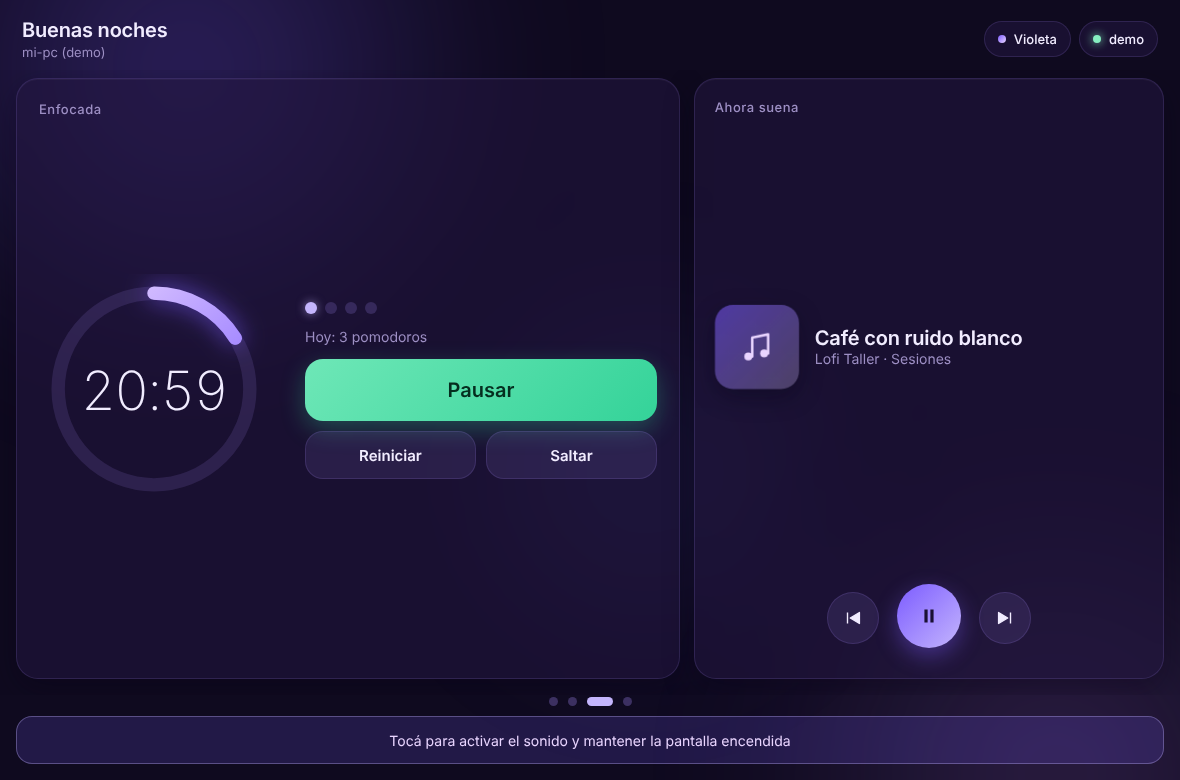 Buenas noches
mi-pc (demo)
Violeta
demo
Enfocada
20:59
Hoy: 3 pomodoros
Pausar
Reiniciar
Saltar
Ahora suena
Café con ruido blanco
Lofi Taller · Sesiones
Tocá para activar el sonido y mantener la pantalla encendida